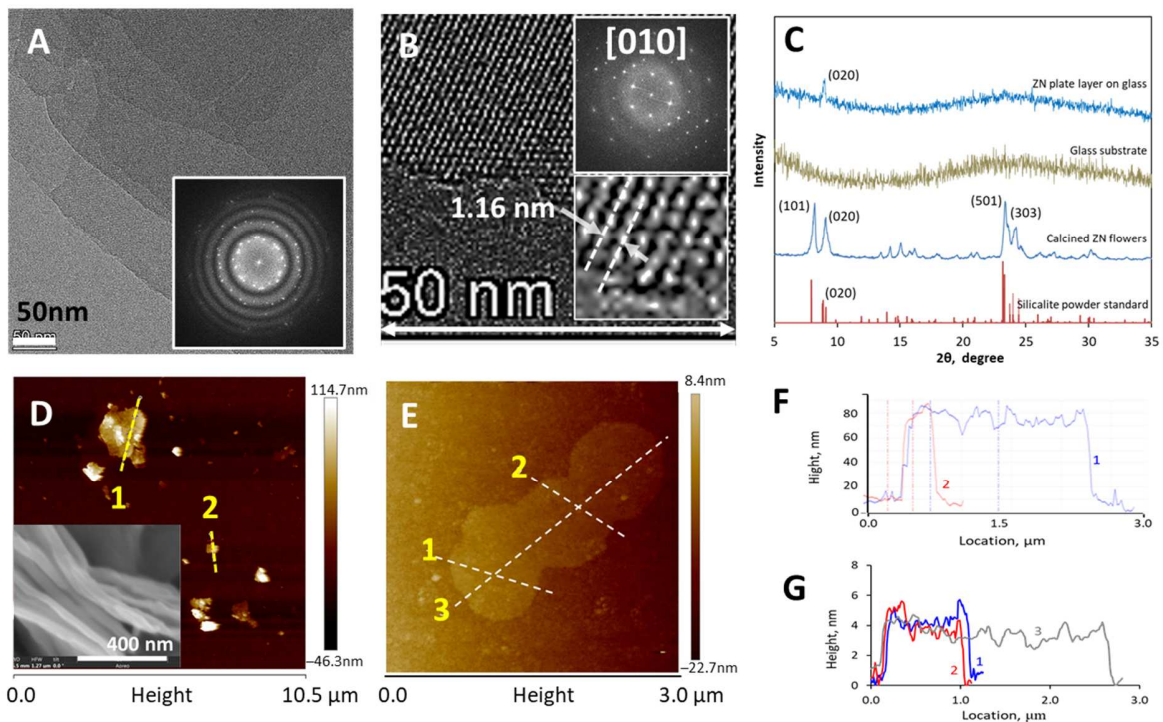 A
50nm
50 nm
B
[010]
1.16 nm
50 nm
C
Intensity
(020)
ZN plate layer on glass
Glass substrate
(101)
(020)
(501)
(303)
Calcined ZN flowers
(020)
Silicalite powder standard
5
10
15
20
25
30
35
2θ, degree
D
1
2
400 nm
114.7nm
–46.3nm
0.0
Height
10.5 μm
E
2
1
3
8.4nm
–22.7nm
0.0
Height
3.0 μm
F
Hight, nm
80
60
40
20
0
1
2
0.0
1.5
3.0
Location, μm
G
Height, nm
8
6
4
2
0
3
1
2
0.0
1.0
2.0
3.0
Location, μm